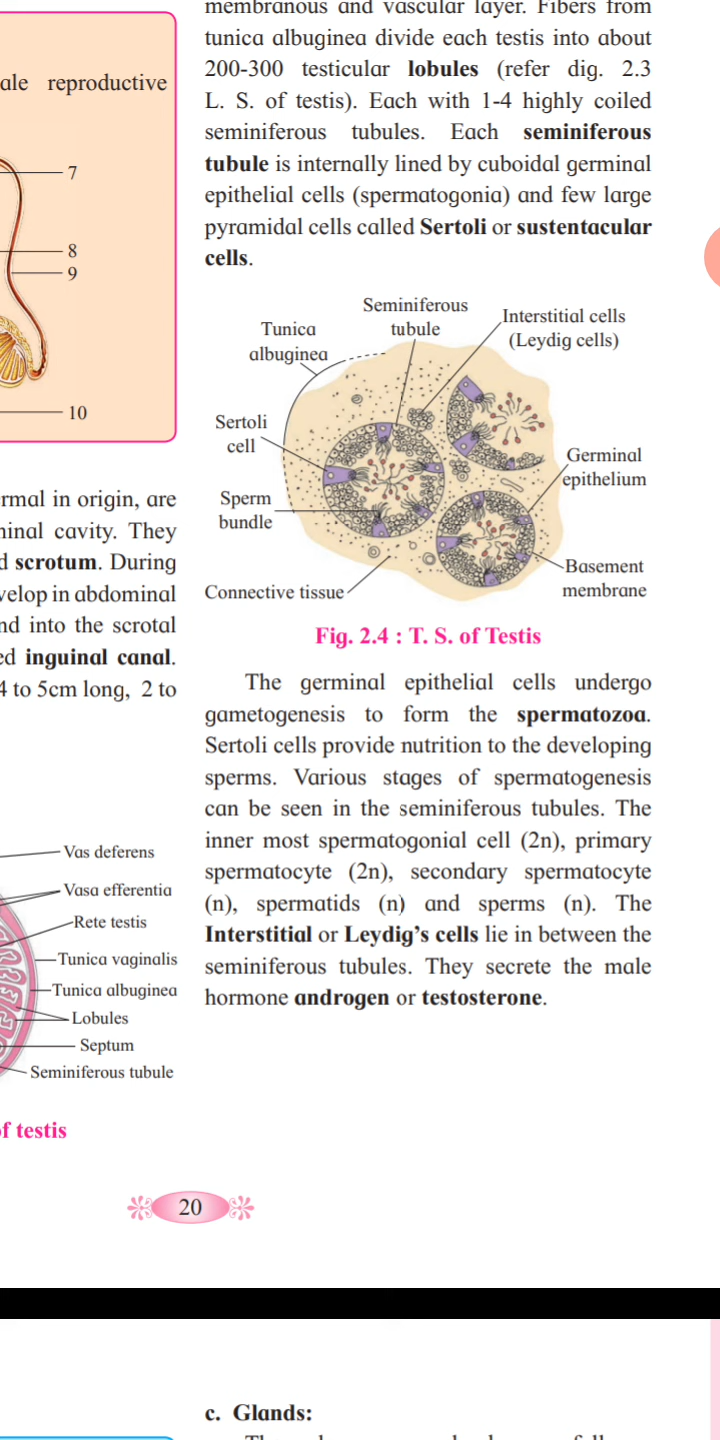 ale reproductive
7
8
9
10
rmal in origin, are
ninal cavity. They
d scrotum. During
velop in abdominal
nd into the scrotal
ed inguinal canal.
4 to 5cm long, 2 to
Vas deferens
Vasa efferentia
Rete testis
Tunica vaginalis
Tunica albuginea
Lobules
Septum
Seminiferous tubule
of testis
membranous and vascular layer. Fibers from
tunica albuginea divide each testis into about
200-300 testicular lobules (refer dig. 2.3
L. S. of testis). Each with 1-4 highly coiled
seminiferous tubules. Each seminiferous
tubule is internally lined by cuboidal germinal
epithelial cells (spermatogonia) and few large
pyramidal cells called Sertoli or sustentacular
cells.
Seminiferous
tubule
Interstitial cells
(Leydig cells)
Tunica
albuginea
Sertoli
cell
Germinal
epithelium
Sperm
bundle
Basement
membrane
Connective tissue
Fig. 2.4 : T. S. of Testis
The germinal epithelial cells undergo
gametogenesis to form the spermatozoa.
Sertoli cells provide nutrition to the developing
sperms. Various stages of spermatogenesis
can be seen in the seminiferous tubules. The
inner most spermatogonial cell (2n), primary
spermatocyte (2n), secondary spermatocyte
(n), spermatids (n) and sperms (n). The
Interstitial or Leydig's cells lie in between the
seminiferous tubules. They secrete the male
hormone androgen or testosterone.
20
c. Glands: